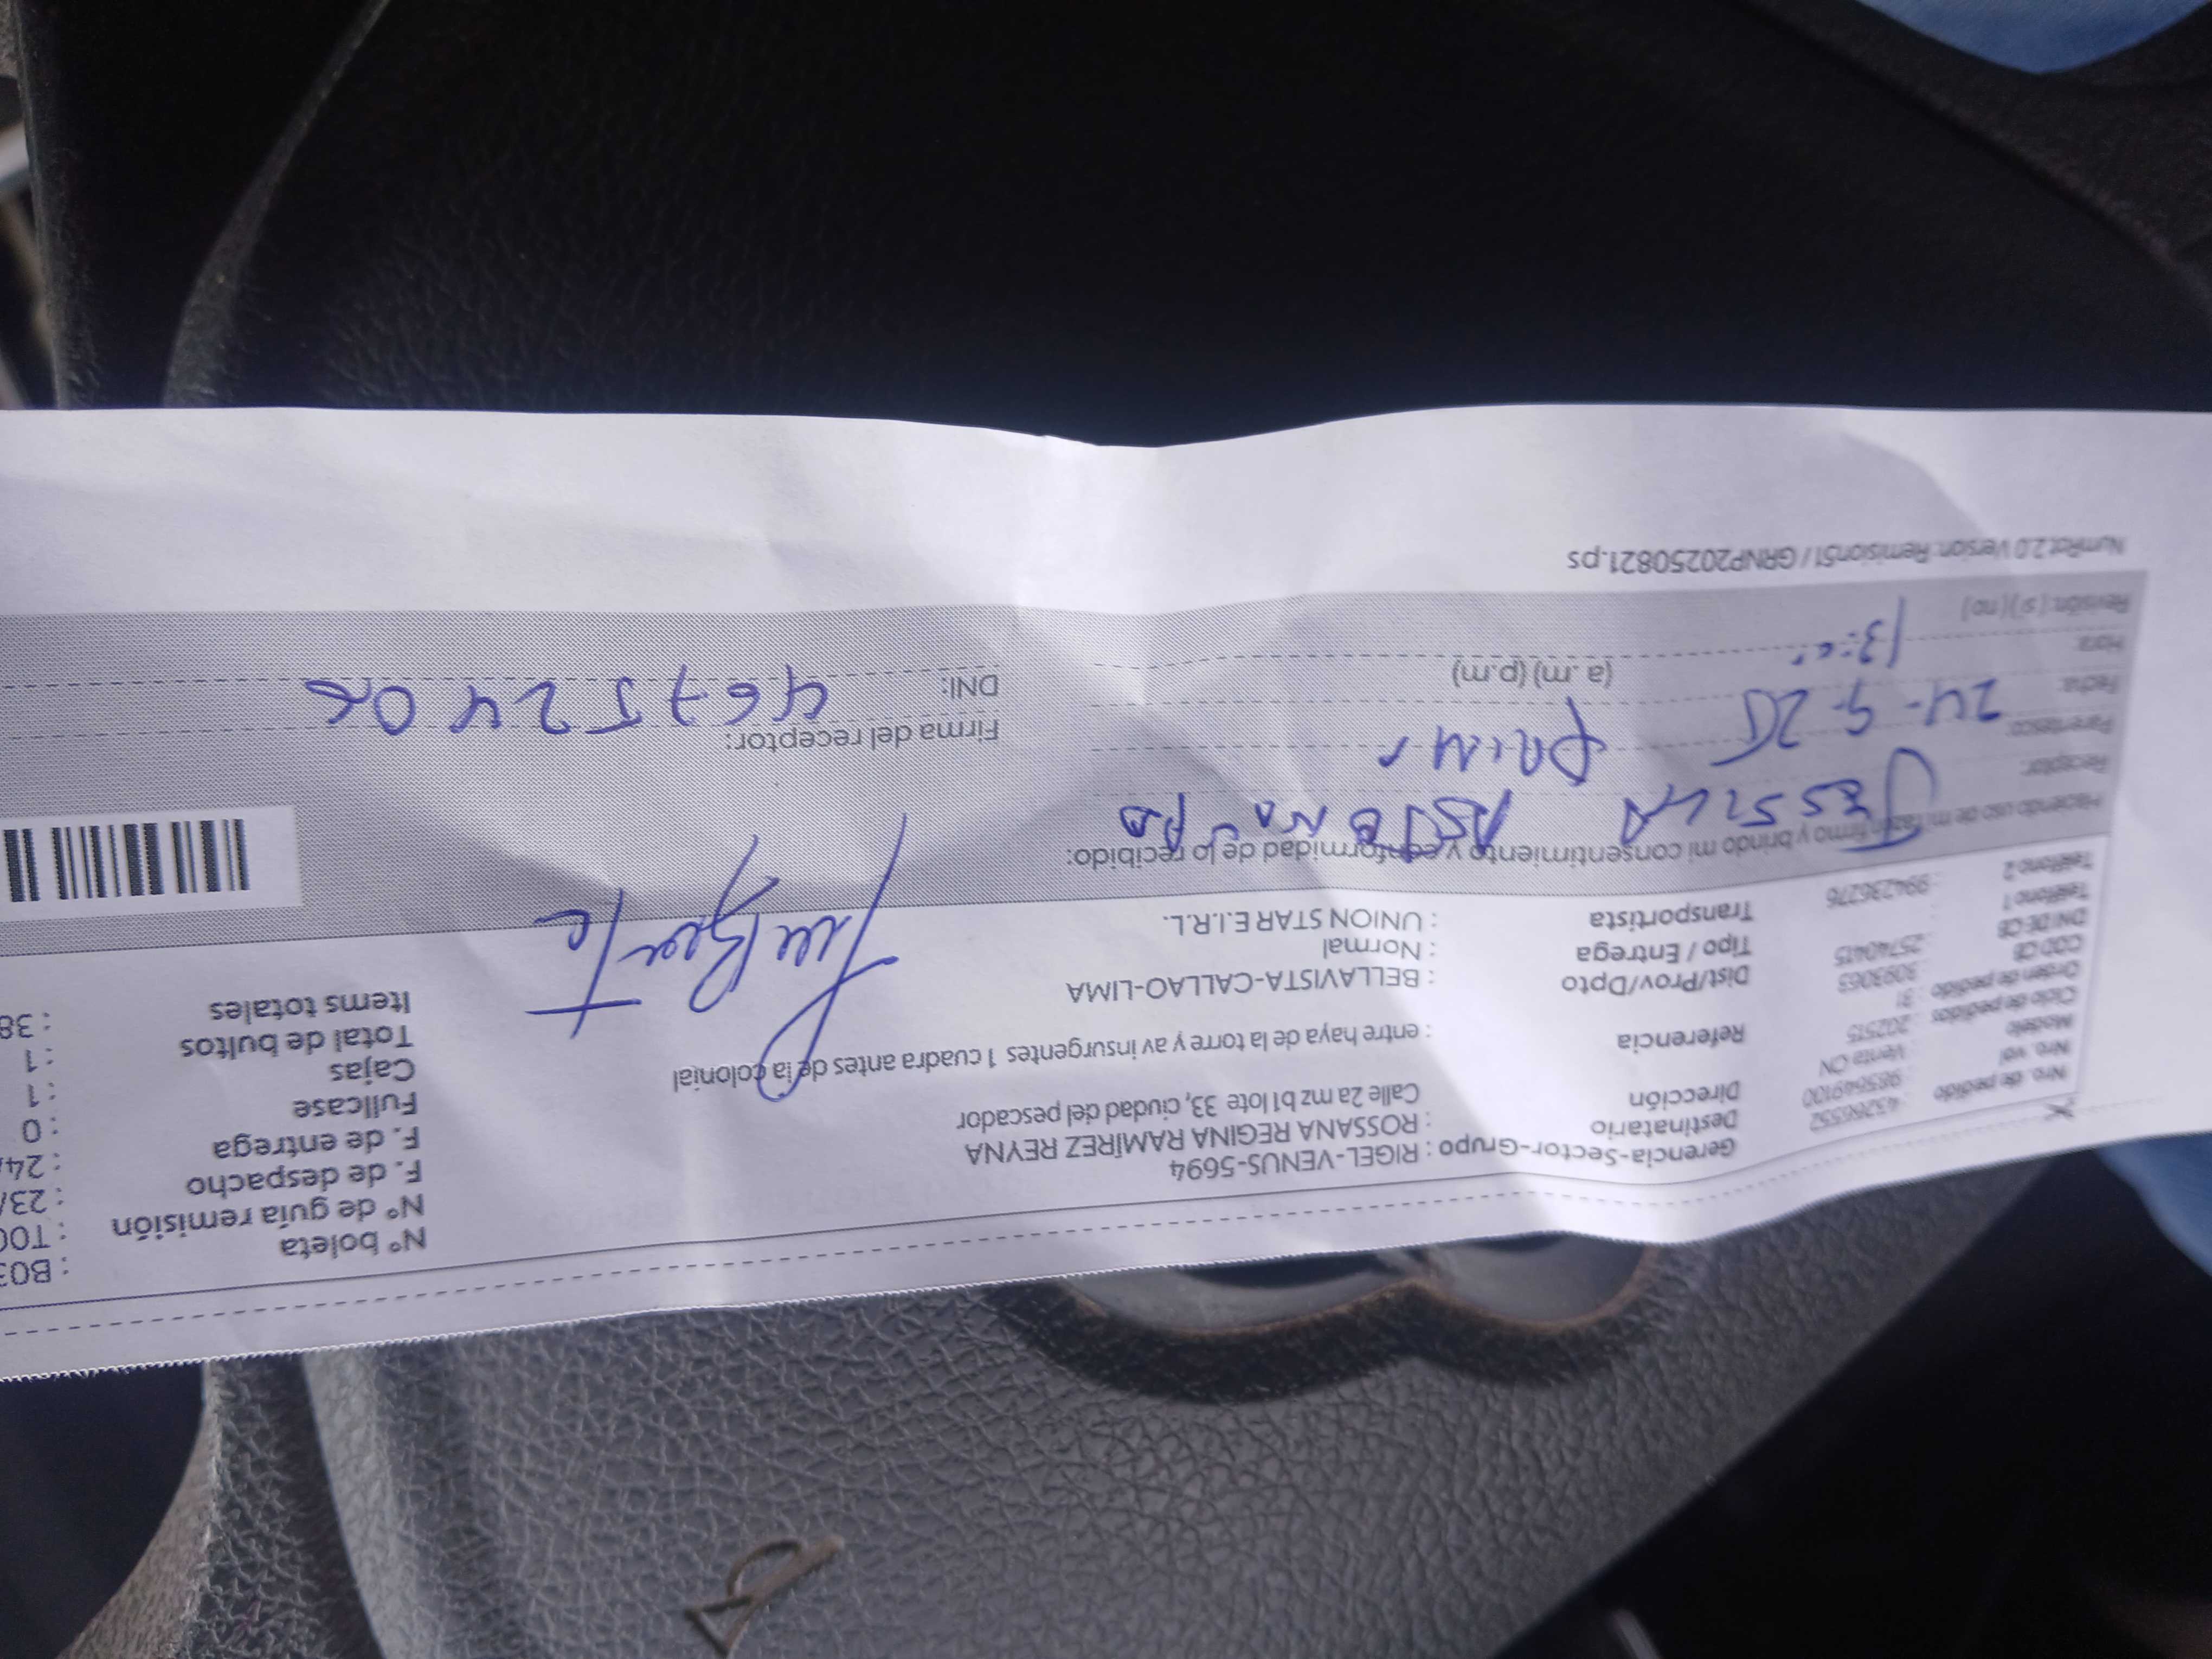 Nro. de pedido : 43266552
Nro. vol : 985649100
Modelo : Venta CN
Ciclo de pedidos : 202515
Orden de pedido : 31
COD CB : 3093063
DNI DE CB : 25740415
Teléfono 1 :
Teléfono 2 : 994236276
Gerencia-Sector-Grupo : RIGEL-VENUS-5694
Destinatario : ROSSANA REGINA RAMÍREZ REYNA
Dirección Calle 2a mz b1 lote 33, ciudad del pescador
Referencia : entre haya de la torre y av insurgentes 1 cuadra antes de la colonial
Dist/Prov/Dpto : BELLAVISTA-CALLAO-LIMA
Tipo / Entrega : Normal
Transportista : UNION STAR E.I.R.L.
N° boleta : B03
N° de guía remisión : T00
F. de despacho : 23/
F. de entrega : 24/
Fullcase : 0
Cajas : 1
Total de bultos : 1
Items totales : 38
Haciendo uso de mi razón firmo y brindo mi consentimiento y conformidad de lo recibido:
Receptor: JESSICA
Parentesco: PRIMA
Fecha: 24-9-25
Hora: (a.m) (p.m)
Revisión: (si) (no)
Firma del receptor:
DNI: 46752406
NumRot.2.0 Version: Remision51 / GRNP20250821.ps